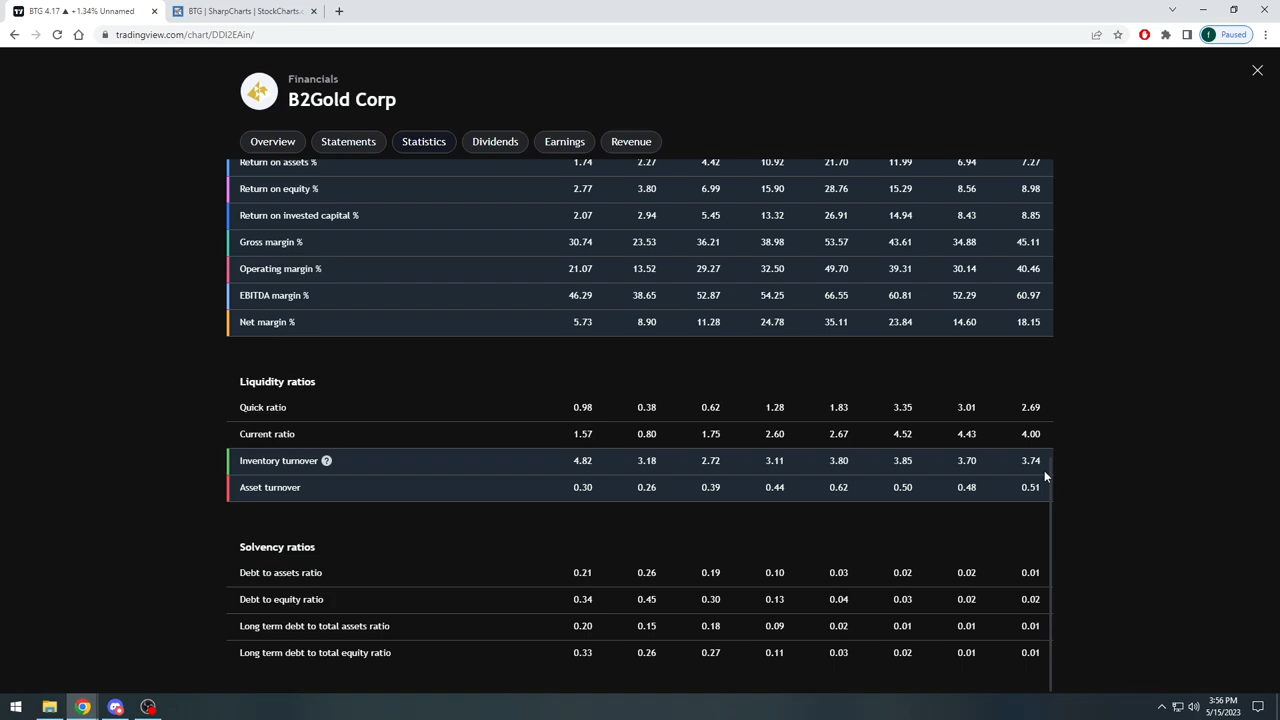 BTG 4.17 ▲ +1.34% Unnamed
BTG | SharpCharts | StockCharts.c
tradingview.com/chart/DDI2EAin/
f Paused
Financials
B2Gold Corp
Overview Statements Statistics Dividends Earnings Revenue
Return on assets % 1.74 2.27 4.42 10.92 21.70 11.99 6.94 7.27
Return on equity % 2.77 3.80 6.99 15.90 28.76 15.29 8.56 8.98
Return on invested capital % 2.07 2.94 5.45 13.32 26.91 14.94 8.43 8.85
Gross margin % 30.74 23.53 36.21 38.98 53.57 43.61 34.88 45.11
Operating margin % 21.07 13.52 29.27 32.50 49.70 39.31 30.14 40.46
EBITDA margin % 46.29 38.65 52.87 54.25 66.55 60.81 52.29 60.97
Net margin % 5.73 8.90 11.28 24.78 35.11 23.84 14.60 18.15
Liquidity ratios
Quick ratio 0.98 0.38 0.62 1.28 1.83 3.35 3.01 2.69
Current ratio 1.57 0.80 1.75 2.60 2.67 4.52 4.43 4.00
Inventory turnover ? 4.82 3.18 2.72 3.11 3.80 3.85 3.70 3.74
Asset turnover 0.30 0.26 0.39 0.44 0.62 0.50 0.48 0.51
Solvency ratios
Debt to assets ratio 0.21 0.26 0.19 0.10 0.03 0.02 0.02 0.01
Debt to equity ratio 0.34 0.45 0.30 0.13 0.04 0.03 0.02 0.02
Long term debt to total assets ratio 0.20 0.15 0.18 0.09 0.02 0.01 0.01 0.01
Long term debt to total equity ratio 0.33 0.26 0.27 0.11 0.03 0.02 0.01 0.01
3:56 PM
5/15/2023